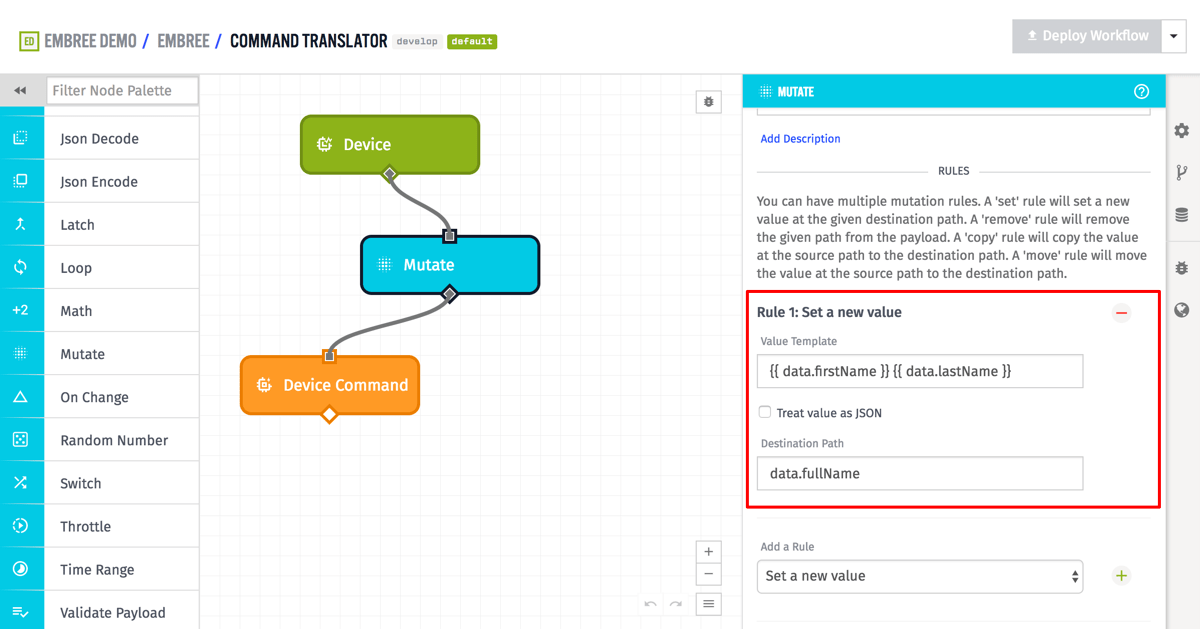 ED EMBREE DEMO / EMBREE / COMMAND TRANSLATOR develop default
Deploy Workflow
Filter Node Palette
Json Decode
Json Encode
Latch
Loop
+2 Math
Mutate
On Change
Random Number
Switch
Throttle
Time Range
Validate Payload
Device
Mutate
Device Command
MUTATE
Add Description
RULES
You can have multiple mutation rules. A 'set' rule will set a new
value at the given destination path. A 'remove' rule will remove
the given path from the payload. A 'copy' rule will copy the value
at the source path to the destination path. A 'move' rule will move
the value at the source path to the destination path.
Rule 1: Set a new value
Value Template
{{ data.firstName }} {{ data.lastName }}
Treat value as JSON
Destination Path
data.fullName
Add a Rule
Set a new value